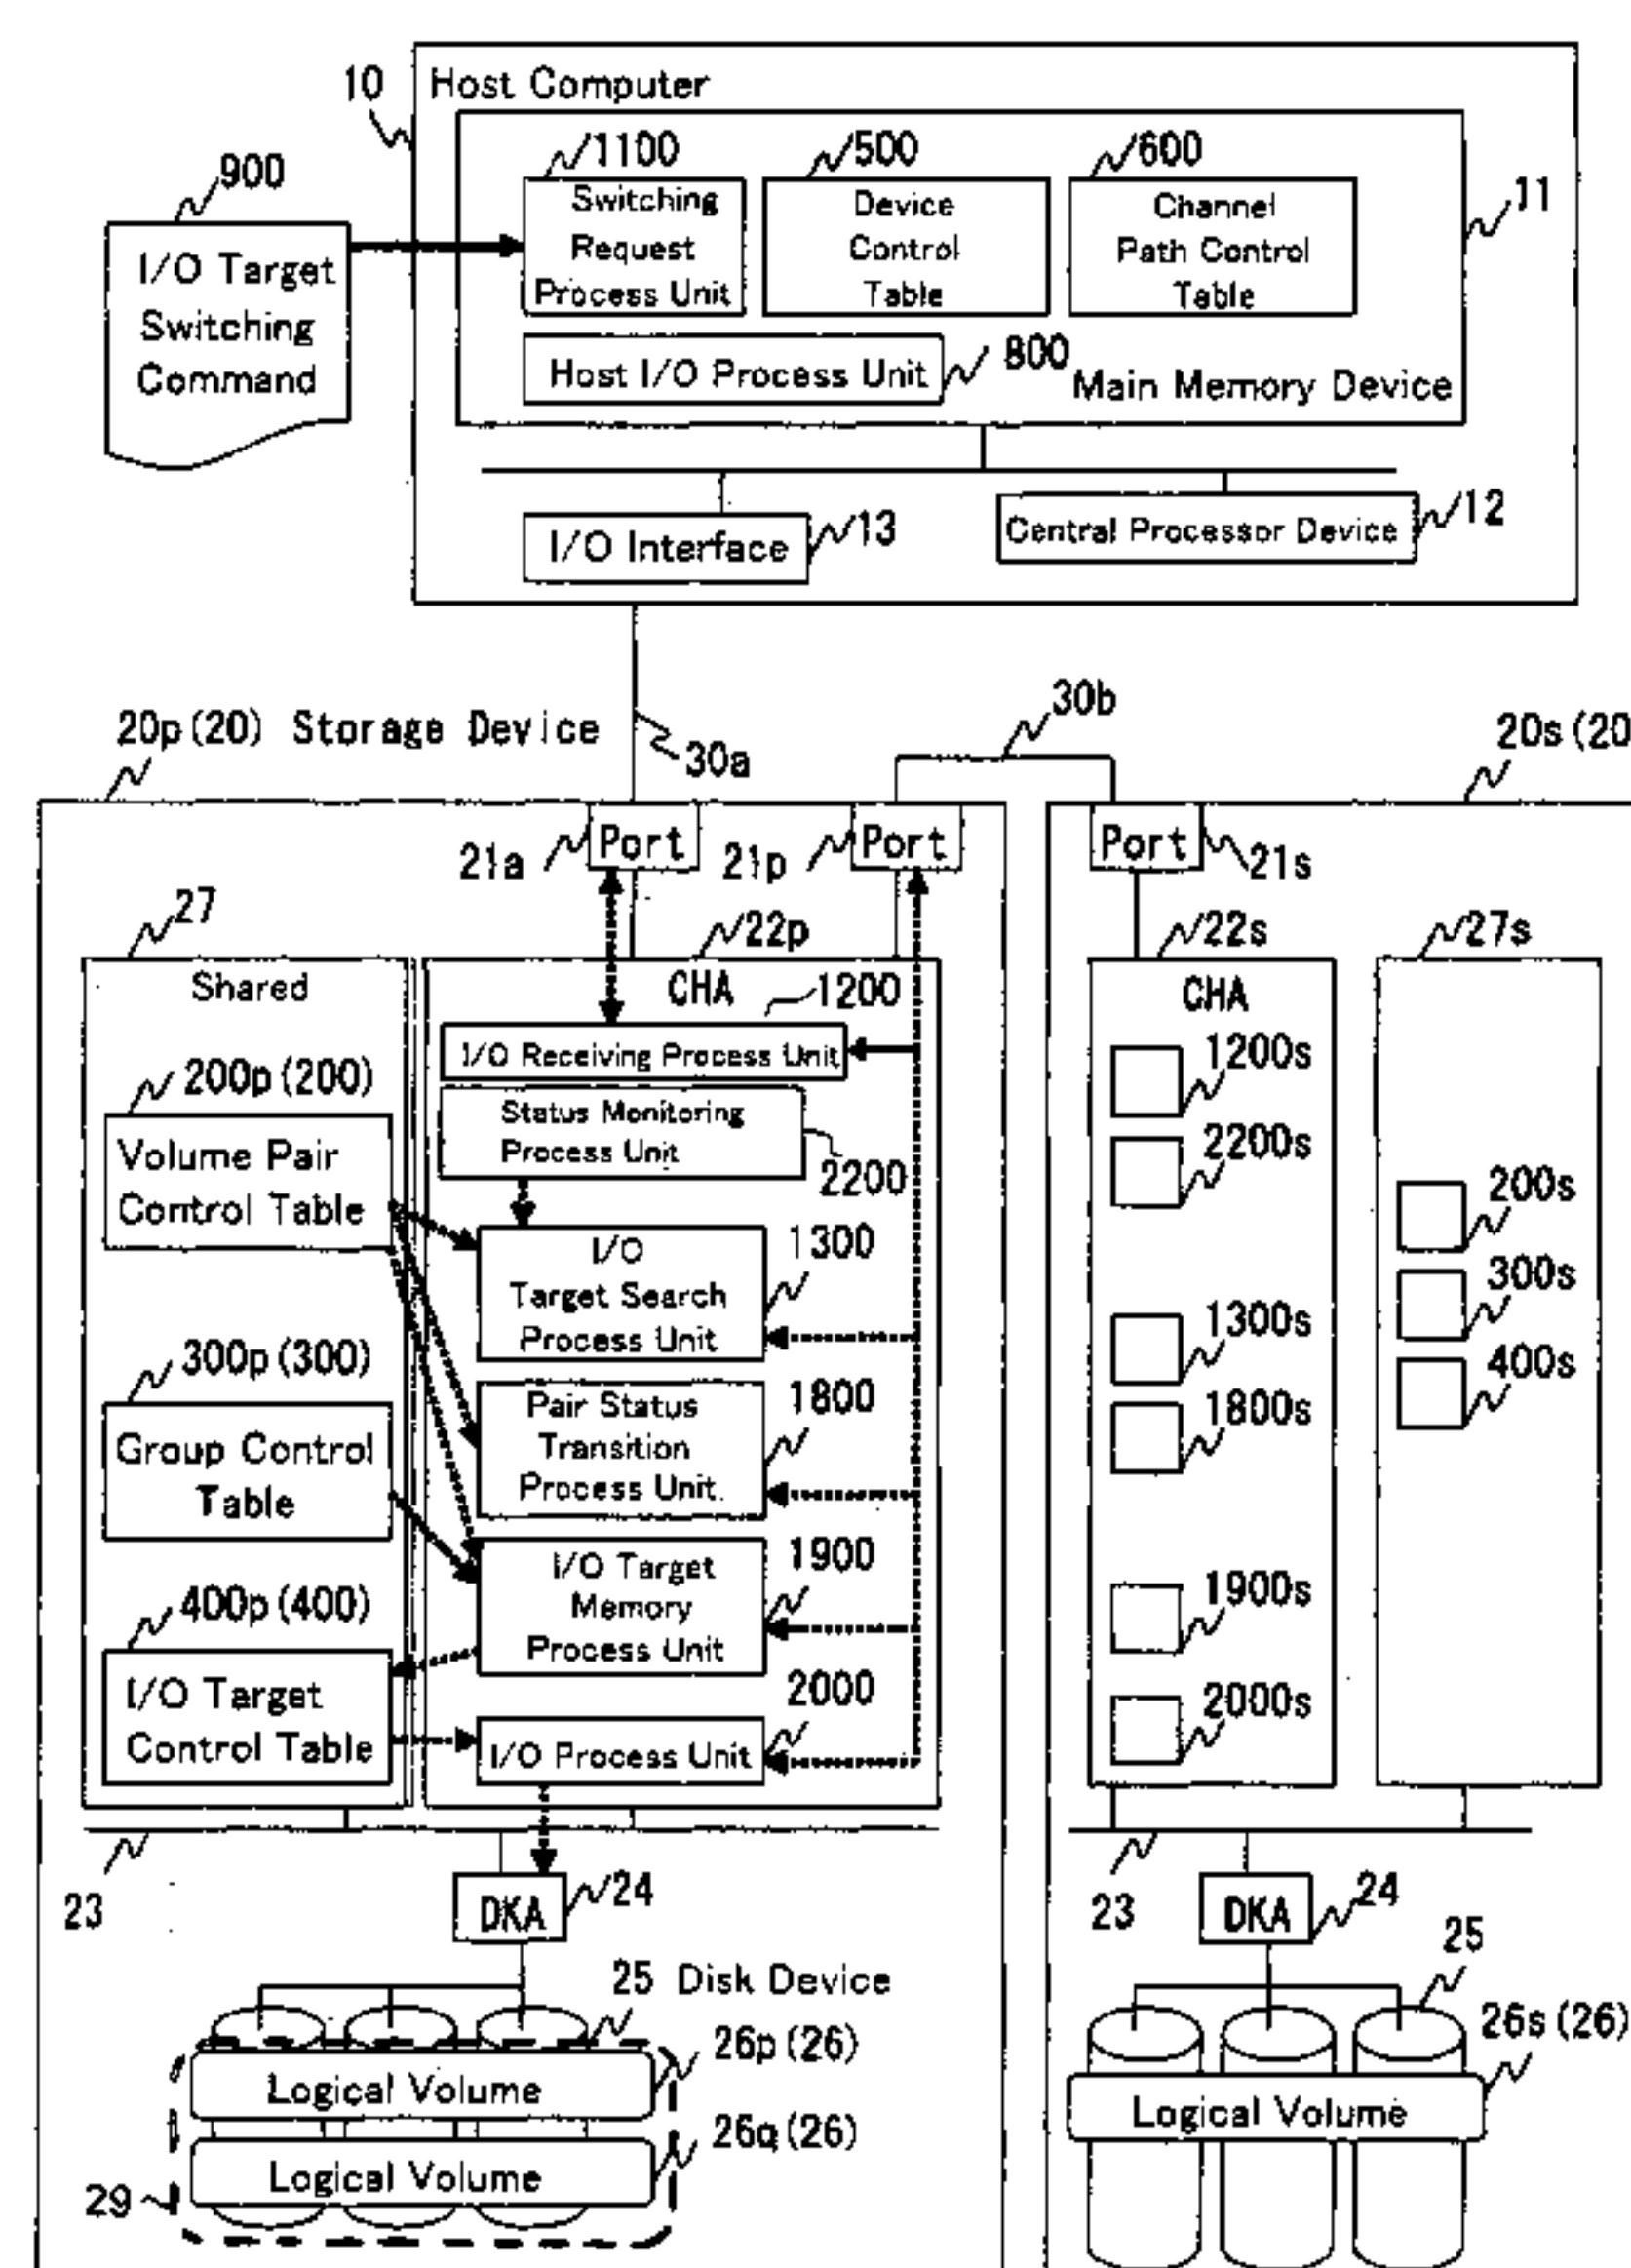 10
Host Computer
900
1100
500
600
11
I/O Target
Switching
Command
Switching
Request
Process Unit
Device
Control
Table
Channel
Path Control
Table
Host I/O Process Unit
800
Main Memory Device
I/O Interface
13
Central Processor Device
12
20p(20) Storage Device
30a
30b
20s(20
21a
Port
21p
Port
Port
21s
27
22p
22s
27s
Shared
CHA
1200
CHA
I/O Receiving Process Unit
1200s
200p(200)
Volume Pair
Control Table
Status Monitoring
Process Unit
2200
2200s
200s
I/O
Target Search
Process Unit
1300
1300s
300s
300p(300)
Group Control
Table
Pair Status
Transition
Process Unit.
1800
1800s
400s
400p(400)
I/O Target
Control Table
I/O Target
Memory
Process Unit
1900
1900s
2000
I/O Process Unit
2000s
23
DKA
24
23
DKA
24
25 Disk Device
25
26p(26)
Logical Volume
26s(26)
Logical Volume
26q(26)
Logical Volume
29